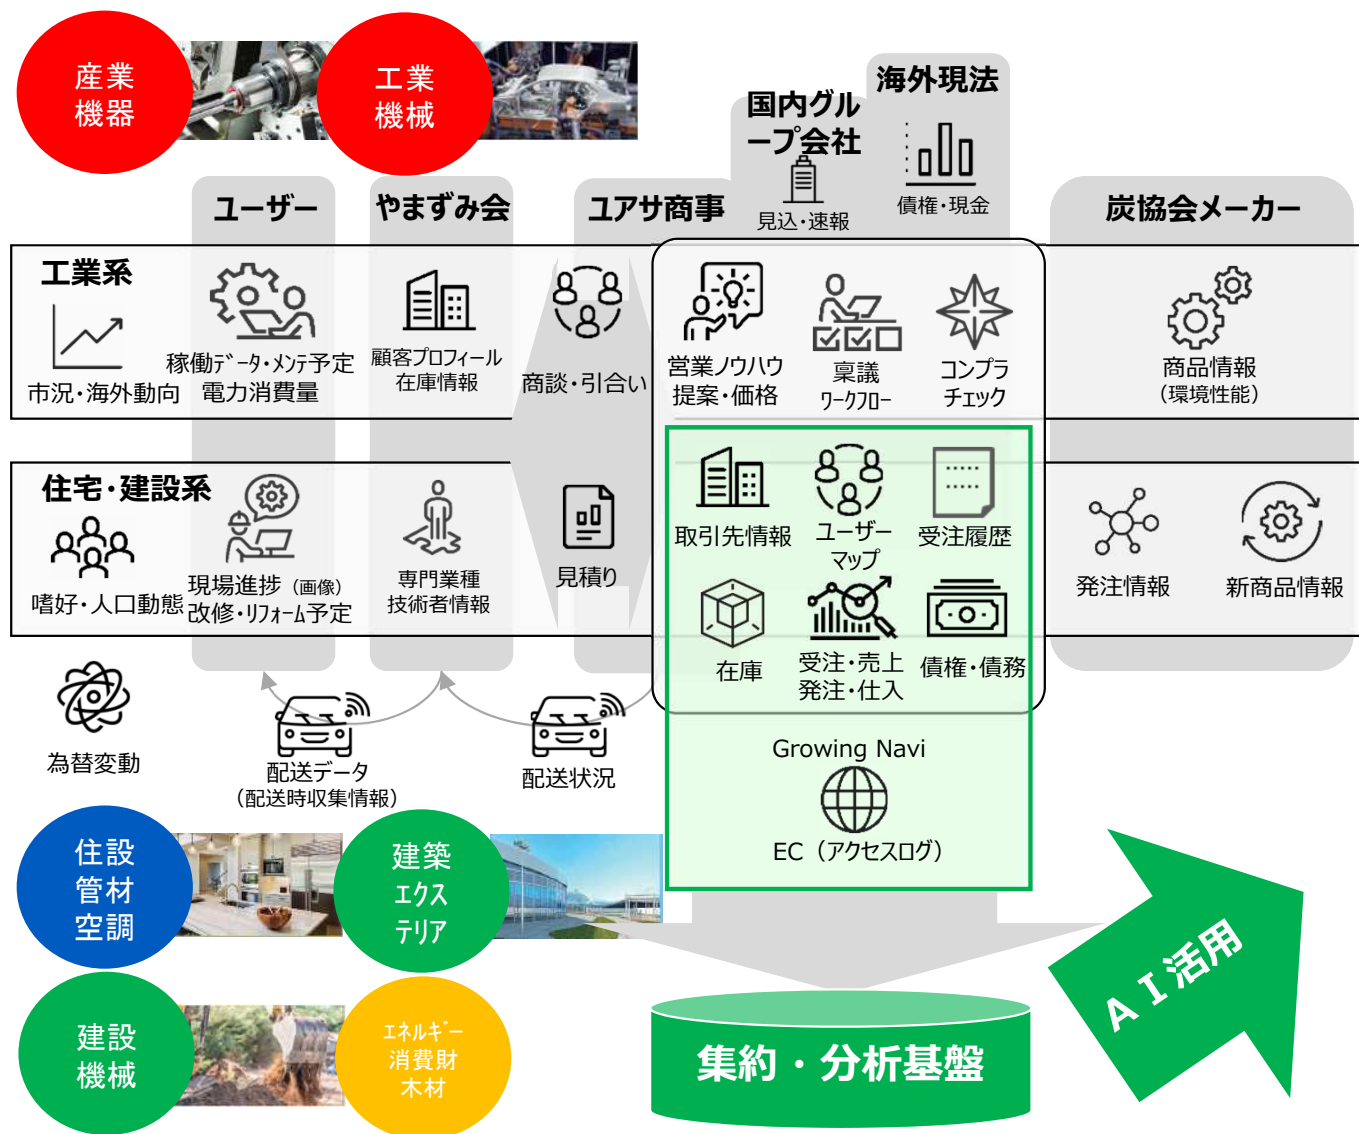 産業
機器
工業
機械
海外現法
国内グル
ープ会社
見込・速報
債権・現金
ユーザー
やまずみ会
ユアサ商事
炭協会メーカー
工業系
市況・海外動向
稼働ﾃﾞｰﾀ・ﾒﾝﾃ予定
電力消費量
顧客プロフィール
在庫情報
商談・引合い
営業ノウハウ
提案・価格
稟議
ﾜｰｸﾌﾛｰ
コンプラ
チェック
商品情報
（環境性能）
住宅・建設系
嗜好・人口動態
現場進捗（画像）
改修・ﾘﾌｫｰﾑ予定
専門業種
技術者情報
見積り
取引先情報
ユーザー
マップ
受注履歴
在庫
受注・売上
発注・仕入
債権・債務
発注情報
新商品情報
為替変動
配送データ
（配送時収集情報）
配送状況
Growing Navi
EC（アクセスログ）
住設
管材
空調
建築
ｴｸｽ
ﾃﾘｱ
建設
機械
ｴﾈﾙｷﾞｰ
消費財
木材
集約・分析基盤
ＡＩ活用